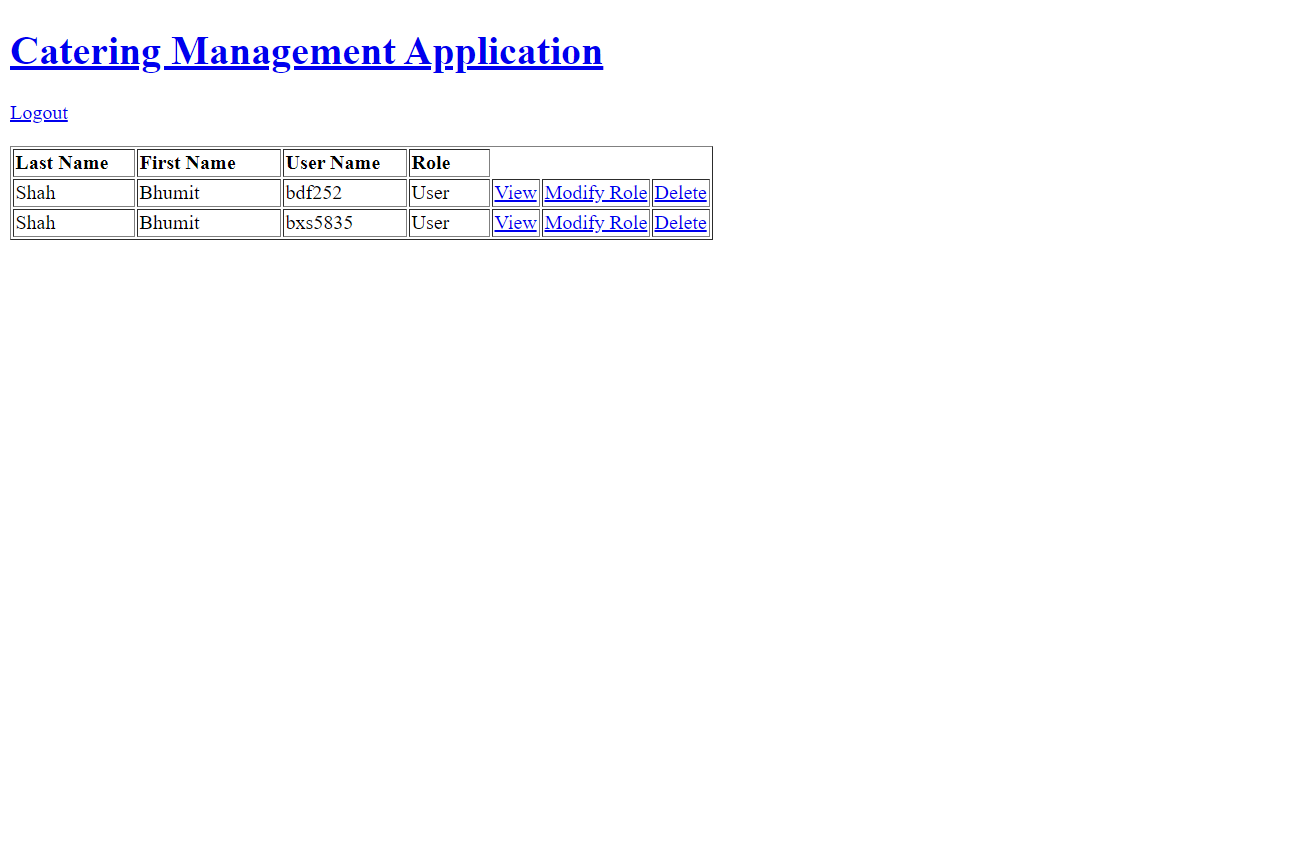 Catering Management Application
Logout
Last Name First Name User Name Role
Shah Bhumit bdf252 User View Modify Role Delete
Shah Bhumit bxs5835 User View Modify Role Delete